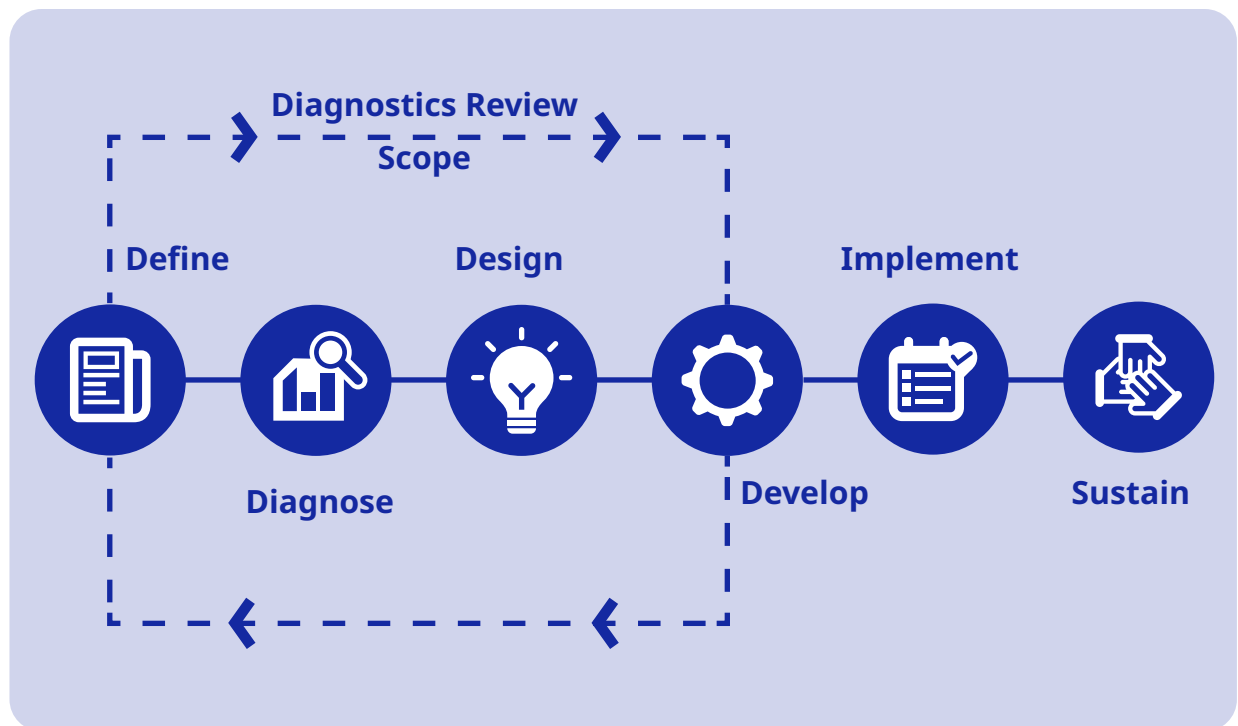 Diagnostics Review
Scope
Define
Design
Implement
Diagnose
Develop
Sustain